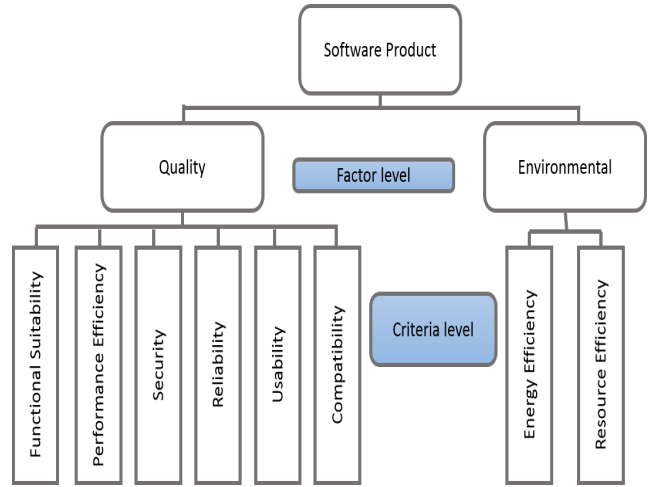 Software Product
Quality
Factor level
Environmental
Functional Suitability
Performance Efficiency
Security
Reliability
Usability
Compatibility
Criteria level
Energy Efficiency
Resource Efficiency